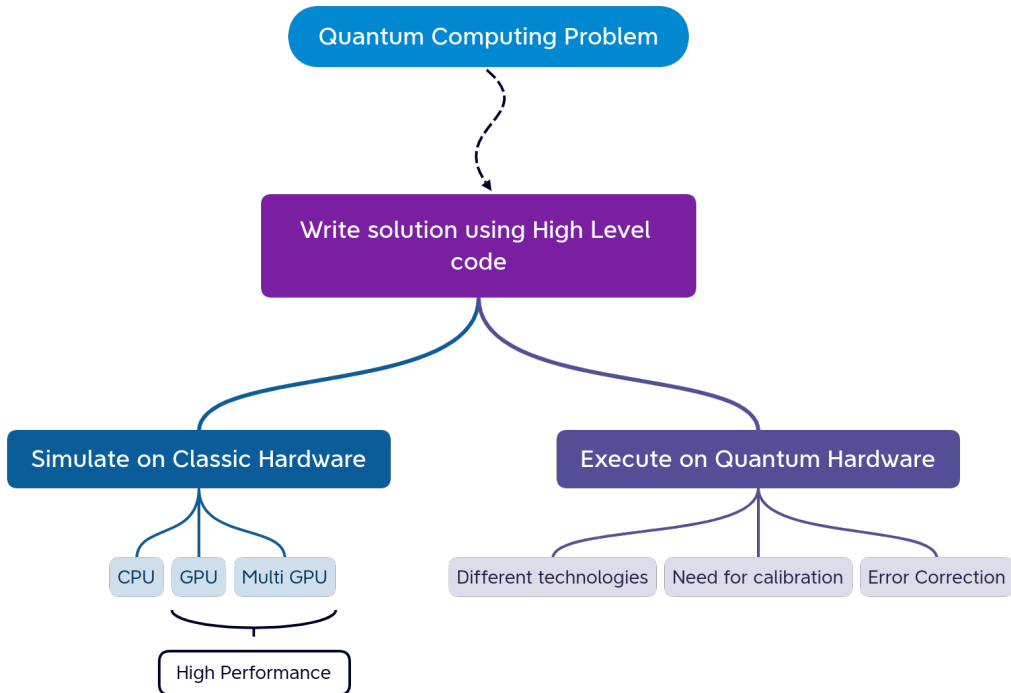 Quantum Computing Problem
Write solution using High Level
code
Simulate on Classic Hardware
Execute on Quantum Hardware
CPU
GPU
Multi GPU
Different technologies
Need for calibration
Error Correction
High Performance